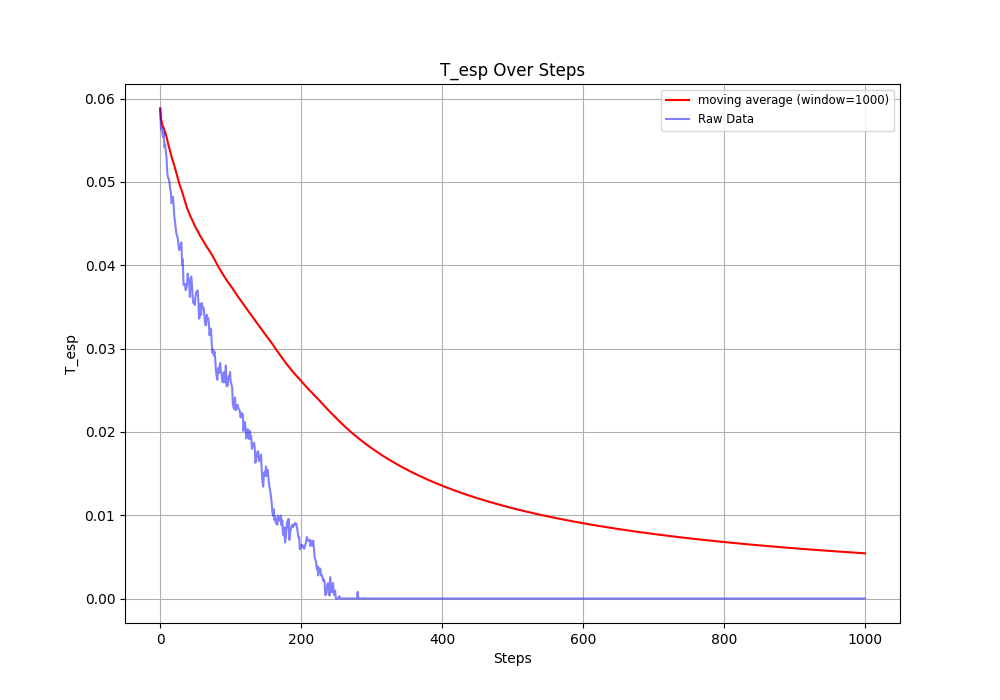 T_esp Over Steps
moving average (window=1000)
Raw Data
0.06
0.05
0.04
0.03
0.02
0.01
0.00
T_esp
0
200
400
600
800
1000
Steps